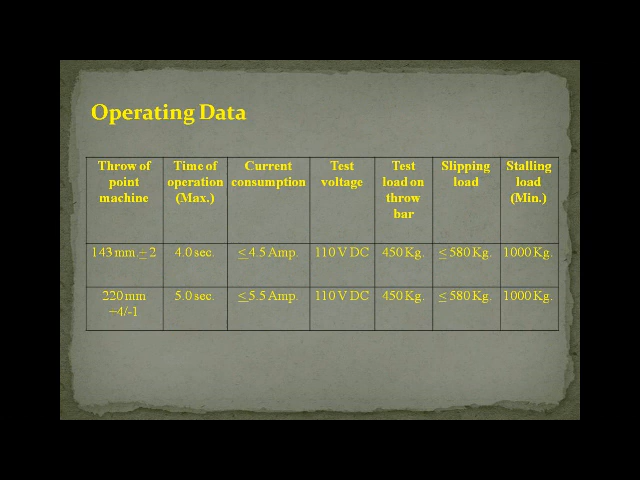 Operating Data
Throw of point machine | Time of operation (Max.) | Current consumption | Test voltage | Test load on throw bar | Slipping load | Stalling load (Min.)
143 mm ± 2 | 4.0 sec. | ≤ 4.5 Amp. | 110 V DC | 450 Kg. | ≤ 580 Kg. | 1000 Kg.
220 mm +4/-1 | 5.0 sec. | ≤ 5.5 Amp. | 110 V DC | 450 Kg. | ≤ 580 Kg. | 1000 Kg.